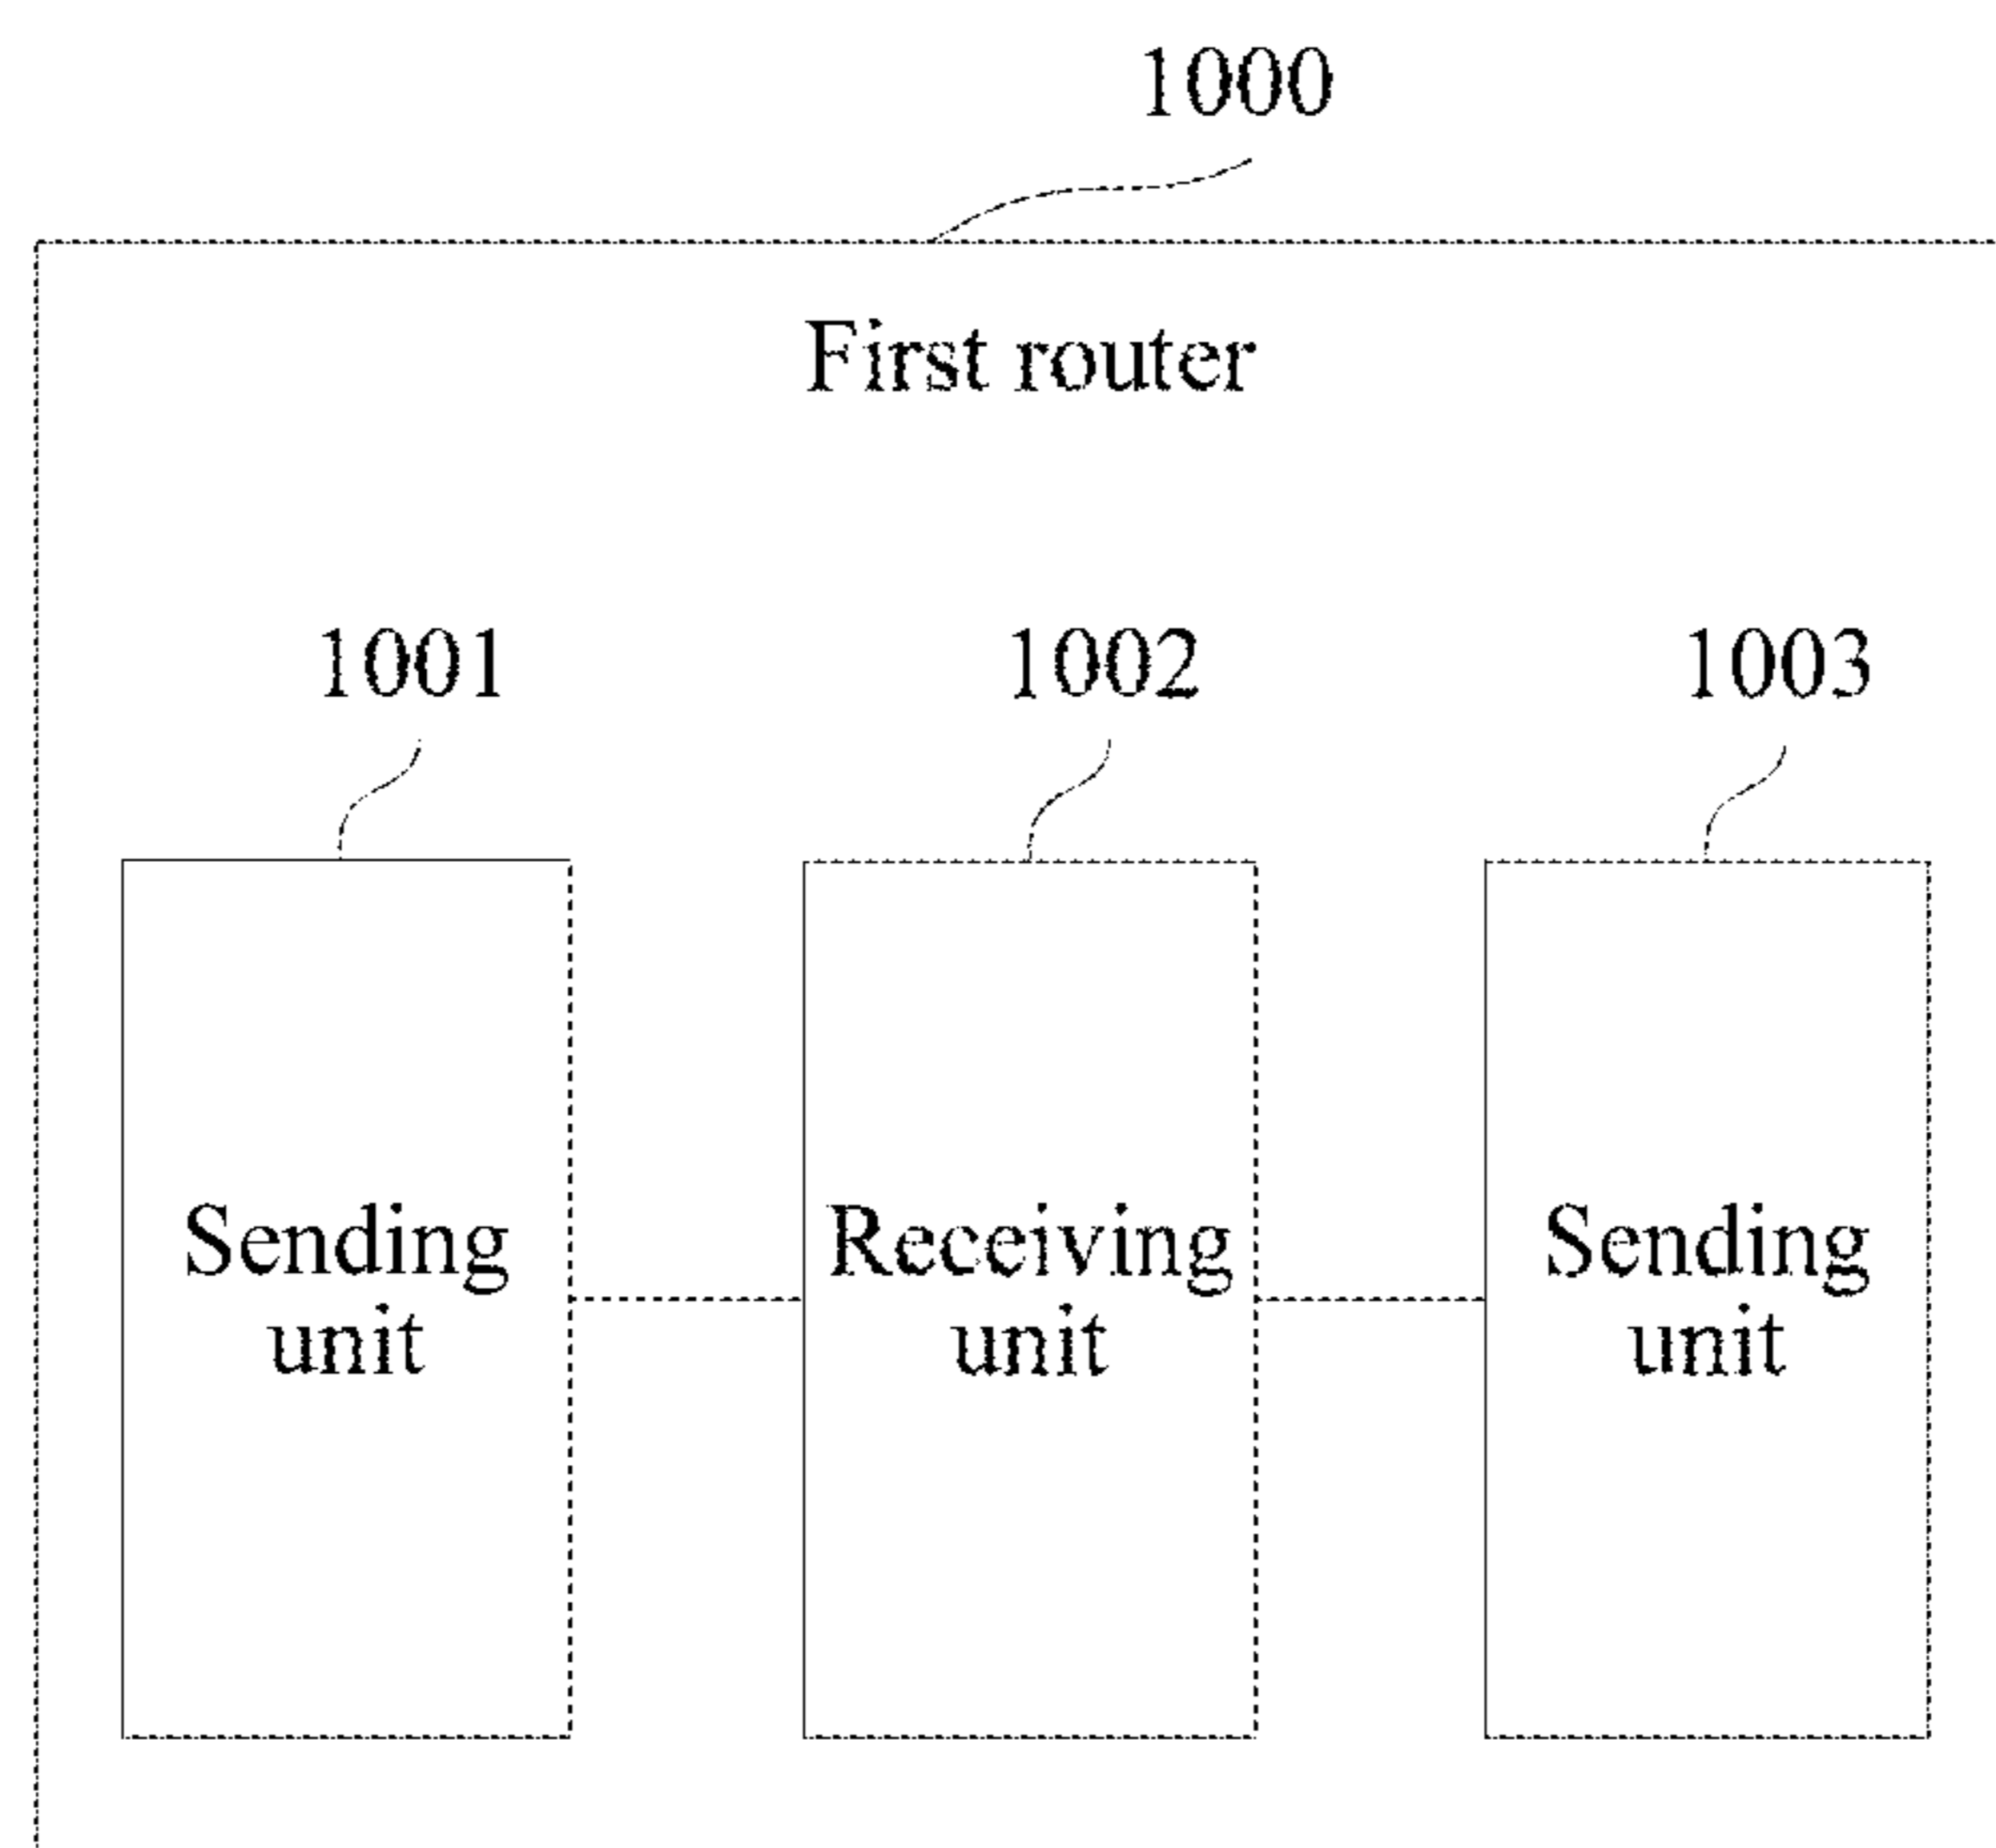 1000
First router
1001
1002
1003
Sending
unit
Receiving
unit
Sending
unit